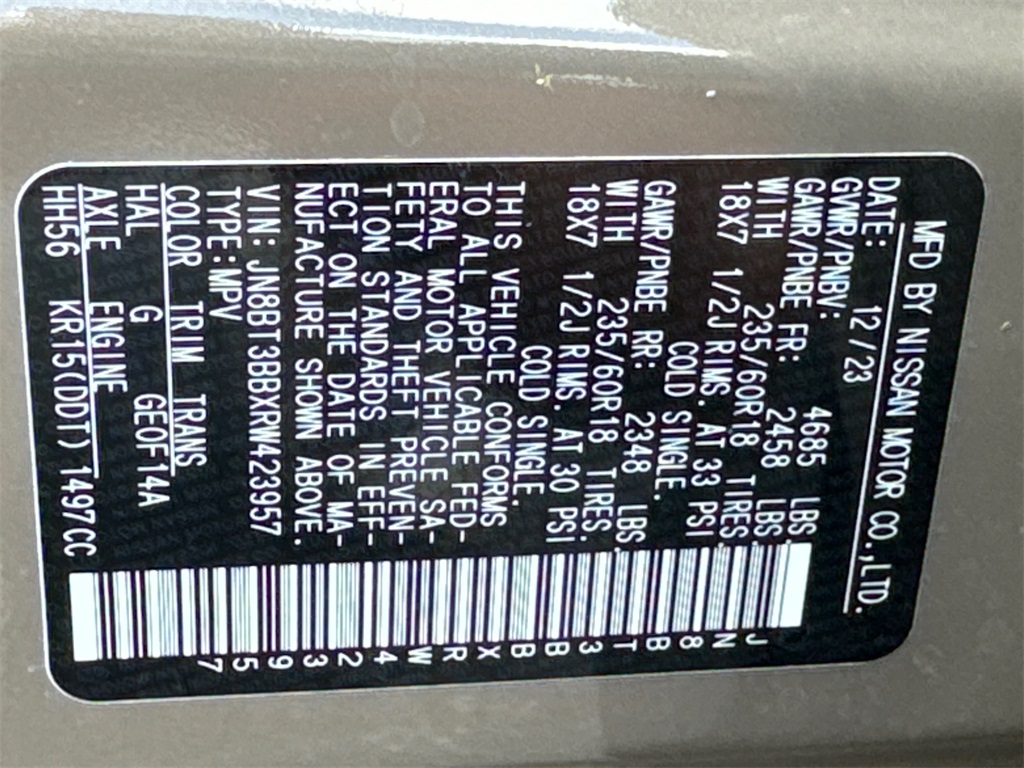 MFD BY NISSAN MOTOR CO.,LTD.
DATE: 12/23
GVWR/PNBV: 4685 LBS.
GAWR/PNBE FR: 2458 LBS.
WITH 235/60R18 TIRES.
18X7 1/2J RIMS. AT 33 PSI
COLD SINGLE.
GAWR/PNBE RR: 2348 LBS.
WITH 235/60R18 TIRES.
18X7 1/2J RIMS. AT 30 PSI
COLD SINGLE.
THIS VEHICLE CONFORMS
TO ALL APPLICABLE FED-
ERAL MOTOR VEHICLE SA-
FETY AND THEFT PREVEN-
TION STANDARDS IN EFF-
ECT ON THE DATE OF MA-
NUFACTURE SHOWN ABOVE.
VIN: JN8BT3BBXRW423957
TYPE:MPV
COLOR TRIM TRANS
HAL G GE0F14A
AXLE ENGINE
HH56 KR15(DDT) 1497CC
JN8BT3BBXRW423957